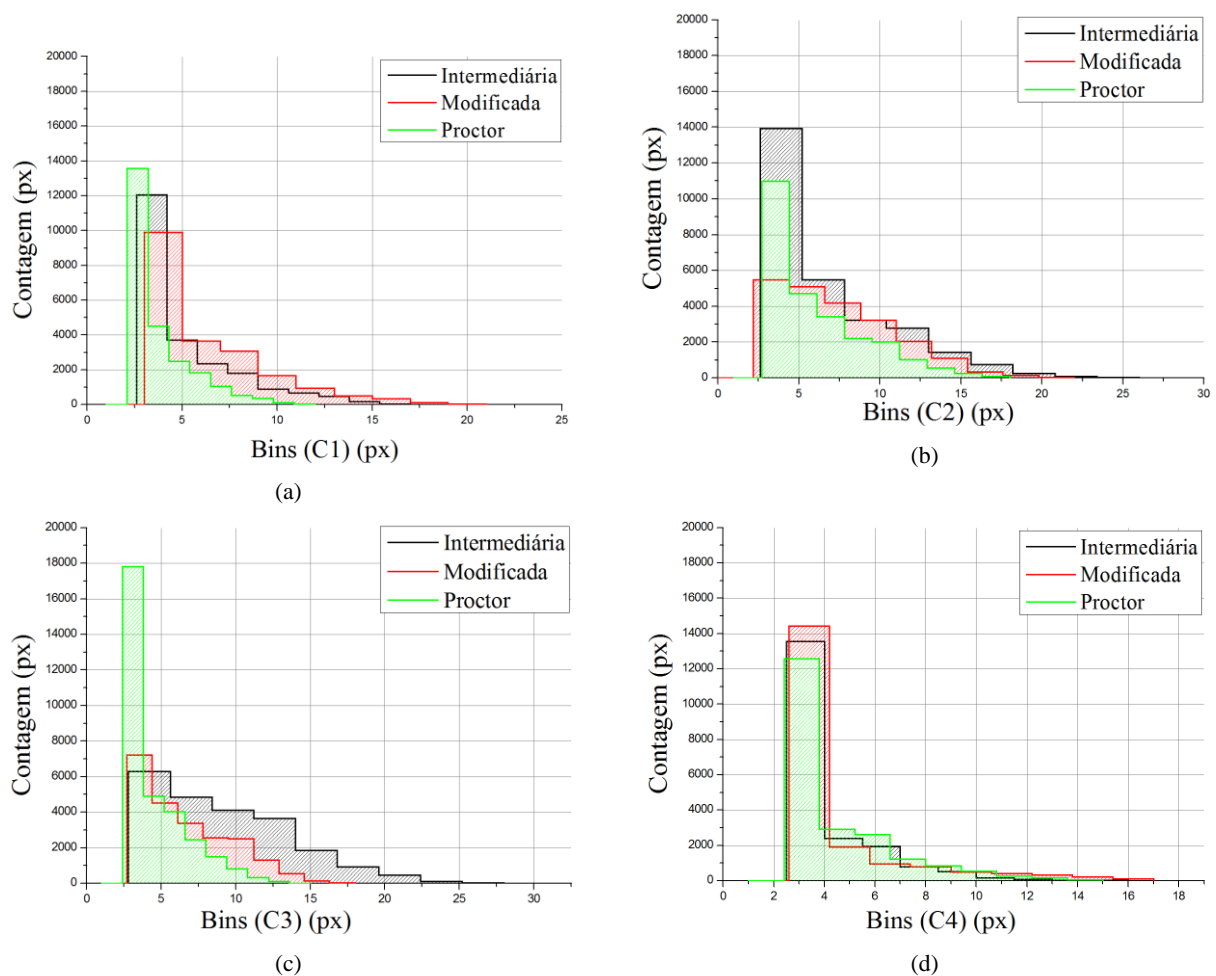 20000
18000
16000
14000
12000
10000
8000
6000
4000
2000
0
Contagem (px)
Intermediária
Modificada
Proctor
0 5 10 15 20 25
Bins (C1) (px)
(a)
20000
18000
16000
14000
12000
10000
8000
6000
4000
2000
0
Contagem (px)
Intermediária
Modificada
Proctor
0 5 10 15 20 25 30
Bins (C2) (px)
(b)
20000
18000
16000
14000
12000
10000
8000
6000
4000
2000
0
Contagem (px)
Intermediária
Modificada
Proctor
0 5 10 15 20 25 30
Bins (C3) (px)
(c)
20000
18000
16000
14000
12000
10000
8000
6000
4000
2000
0
Contagem (px)
Intermediária
Modificada
Proctor
0 2 4 6 8 10 12 14 16 18
Bins (C4) (px)
(d)